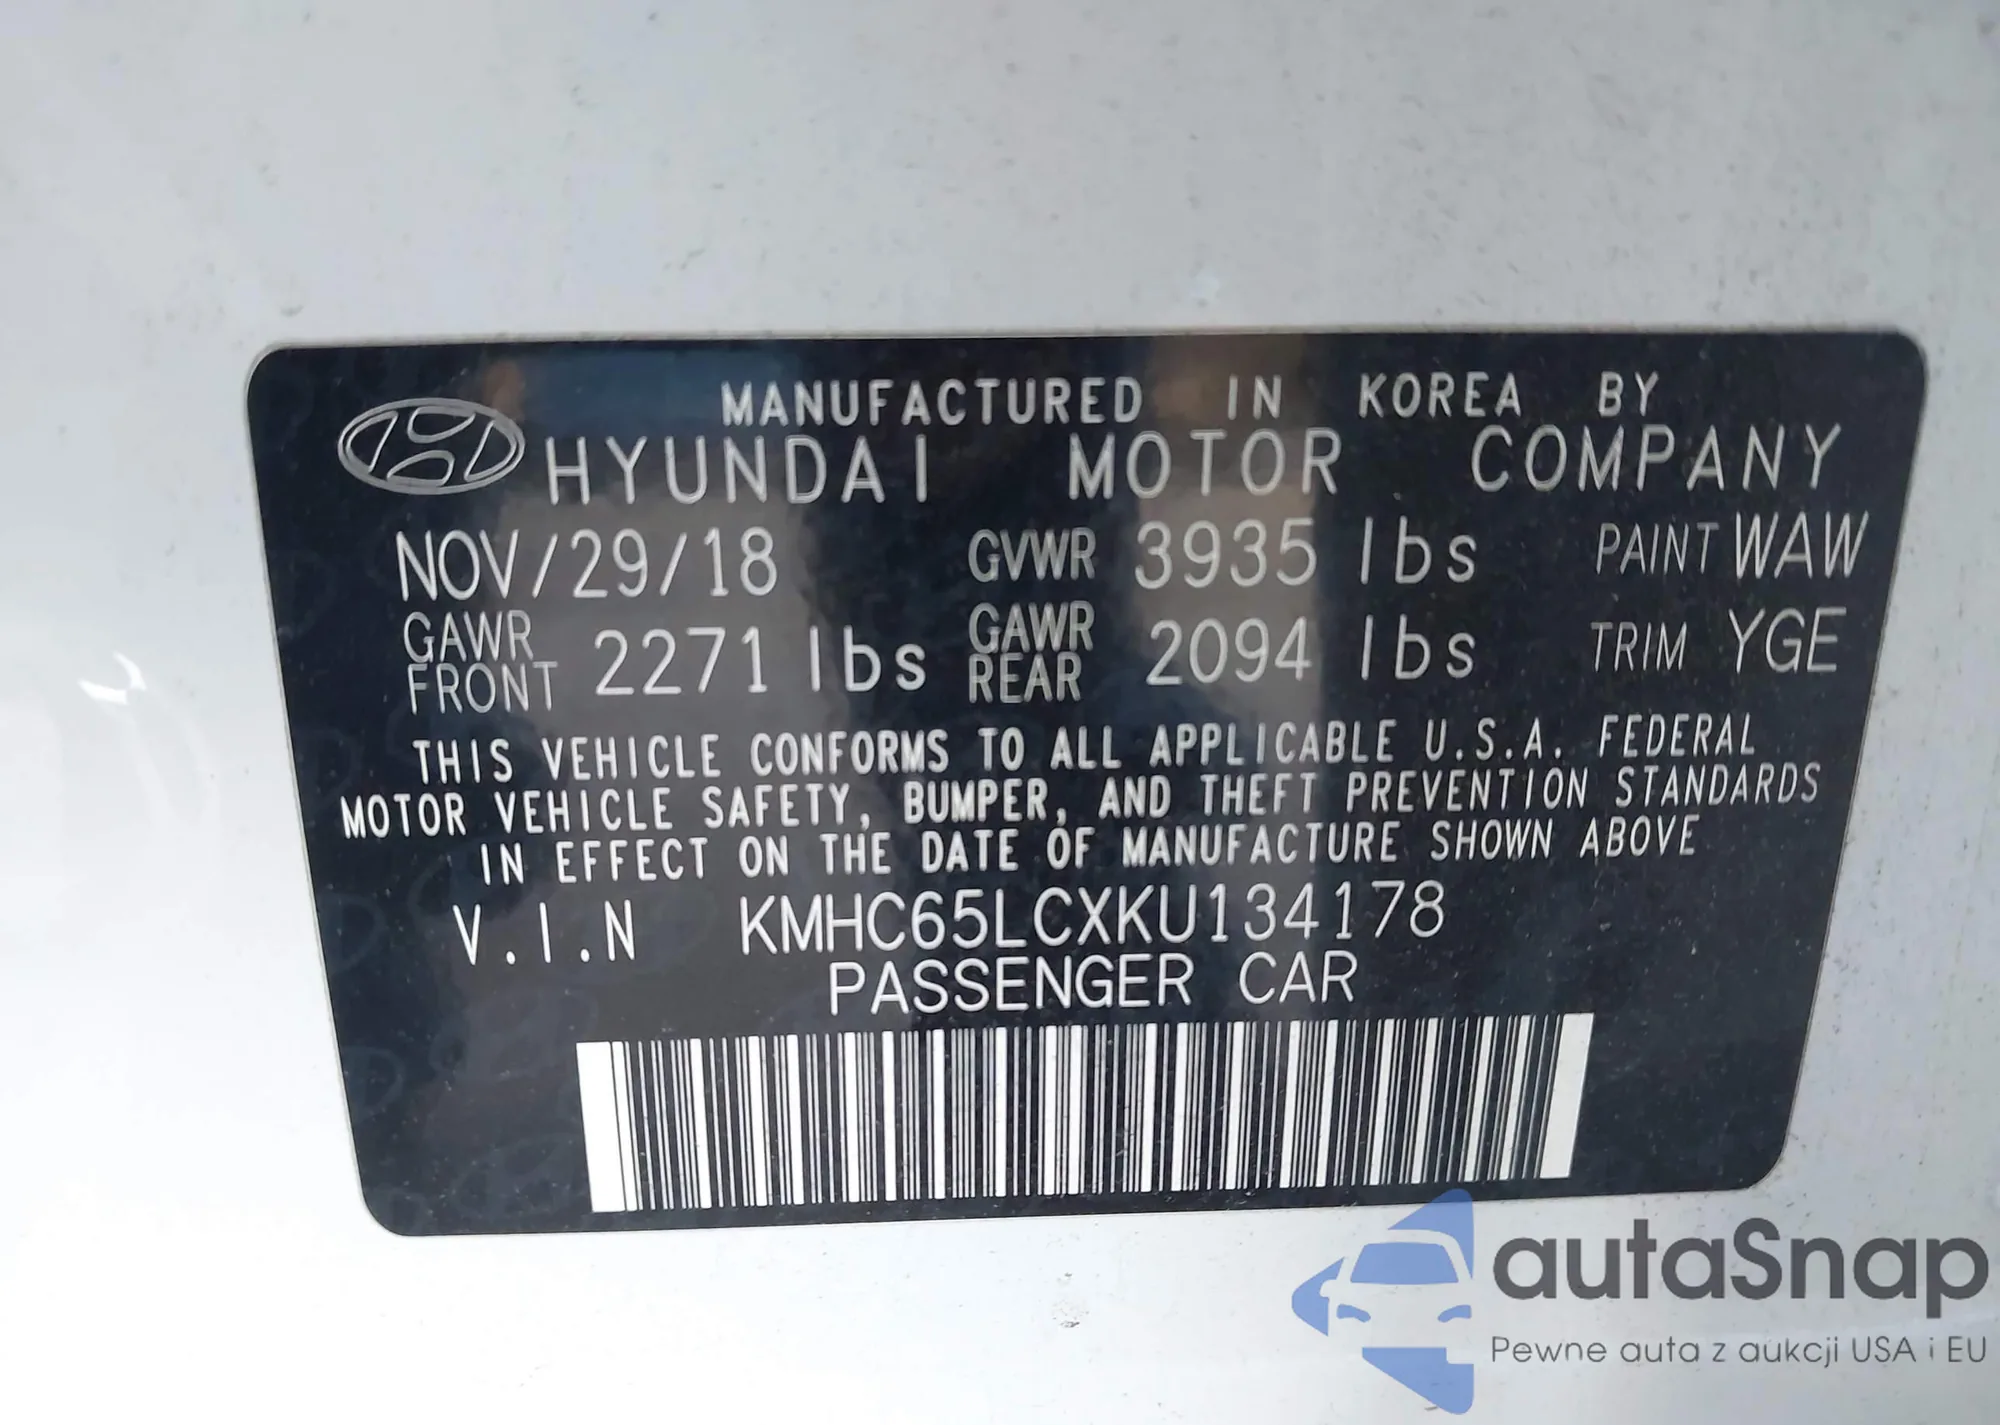 MANUFACTURED IN KOREA BY
HYUNDAI MOTOR COMPANY
NOV/29/18 GVWR 3935 lbs PAINT WAW
GAWR FRONT 2271 lbs GAWR REAR 2094 lbs TRIM YGE
THIS VEHICLE CONFORMS TO ALL APPLICABLE U.S.A. FEDERAL
MOTOR VEHICLE SAFETY, BUMPER, AND THEFT PREVENTION STANDARDS
IN EFFECT ON THE DATE OF MANUFACTURE SHOWN ABOVE
V.I.N KMHC65LCXKU134178
PASSENGER CAR
autaSnap
Pewne auta z aukcji USA i EU